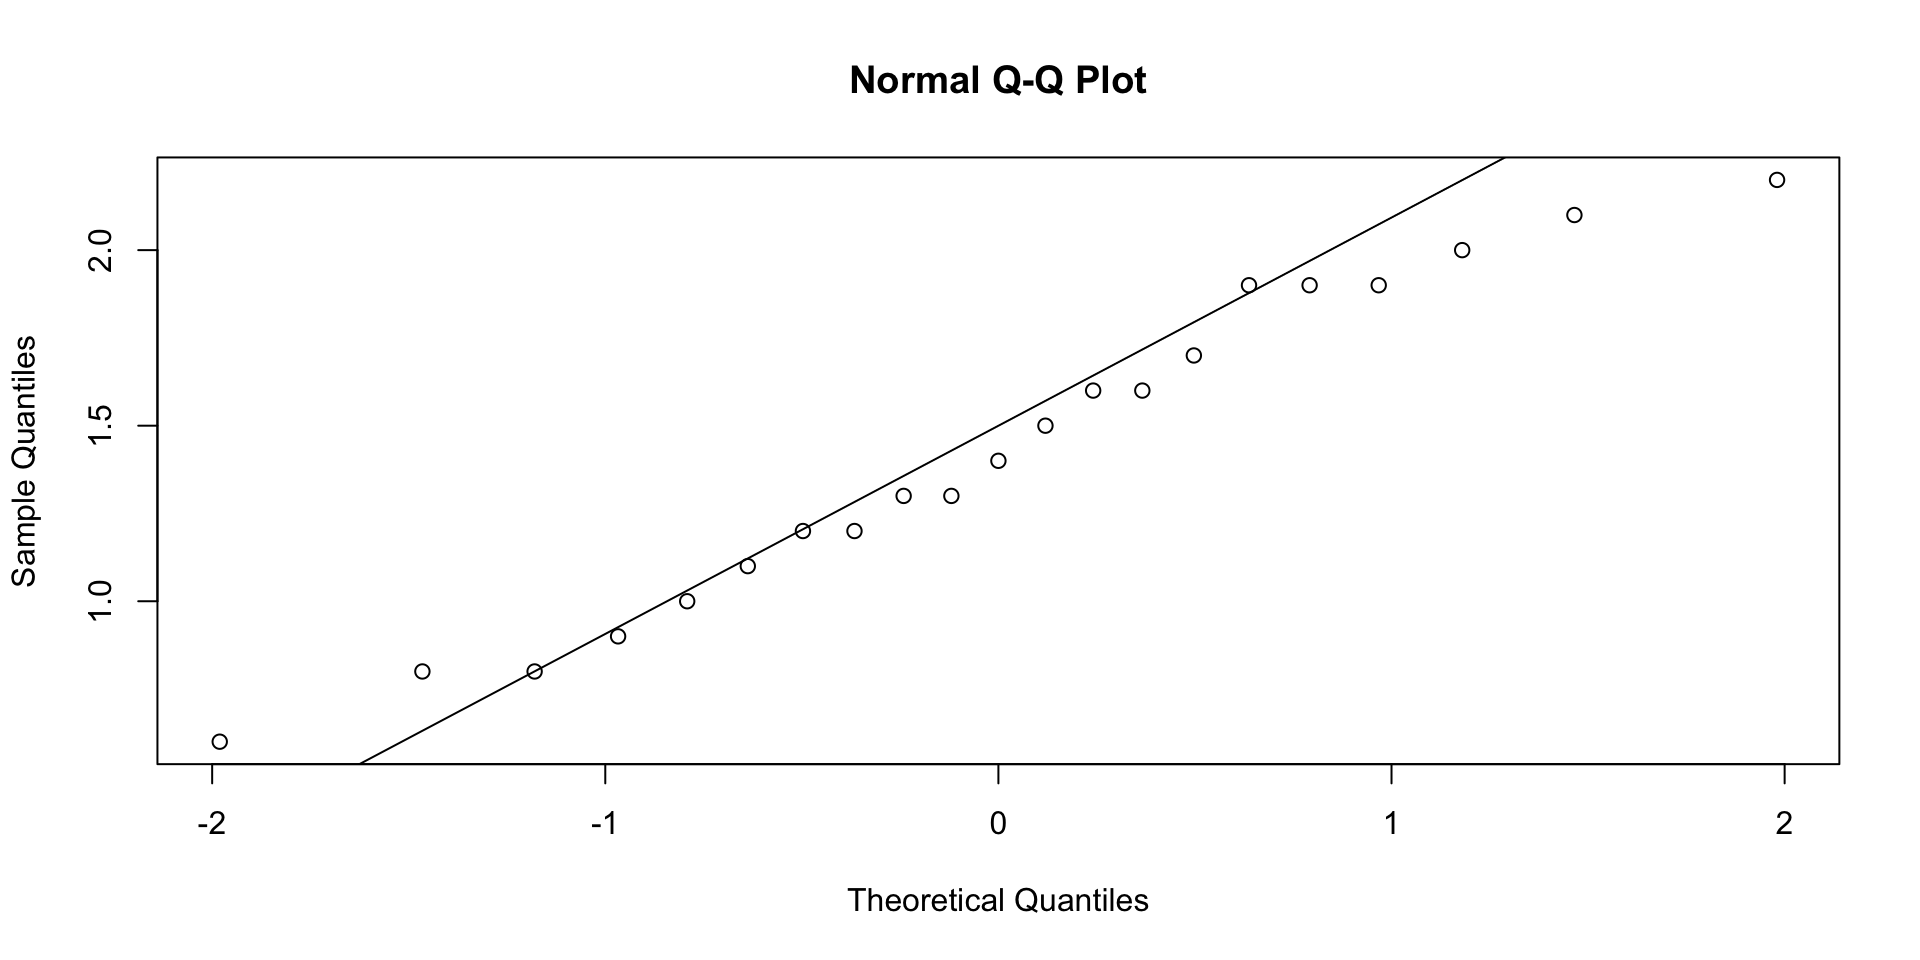 Normal Q-Q Plot
Sample Quantiles
2.0
1.5
1.0
-2 -1 0 1 2
Theoretical Quantiles